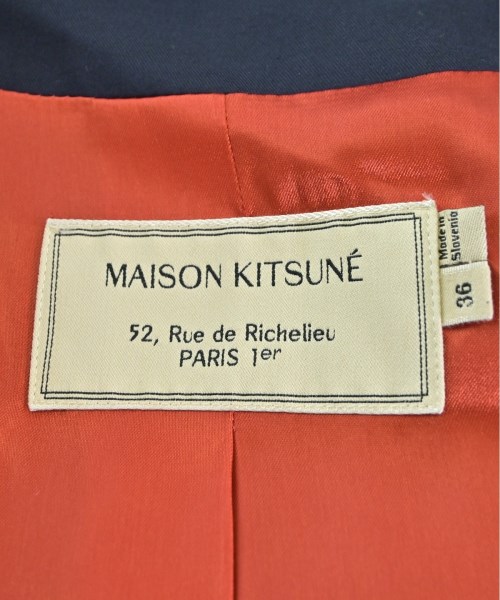 MAISON KITSUNÉ
52, Rue de Richelieu
PARIS 1er
Made in
Slovenia
36